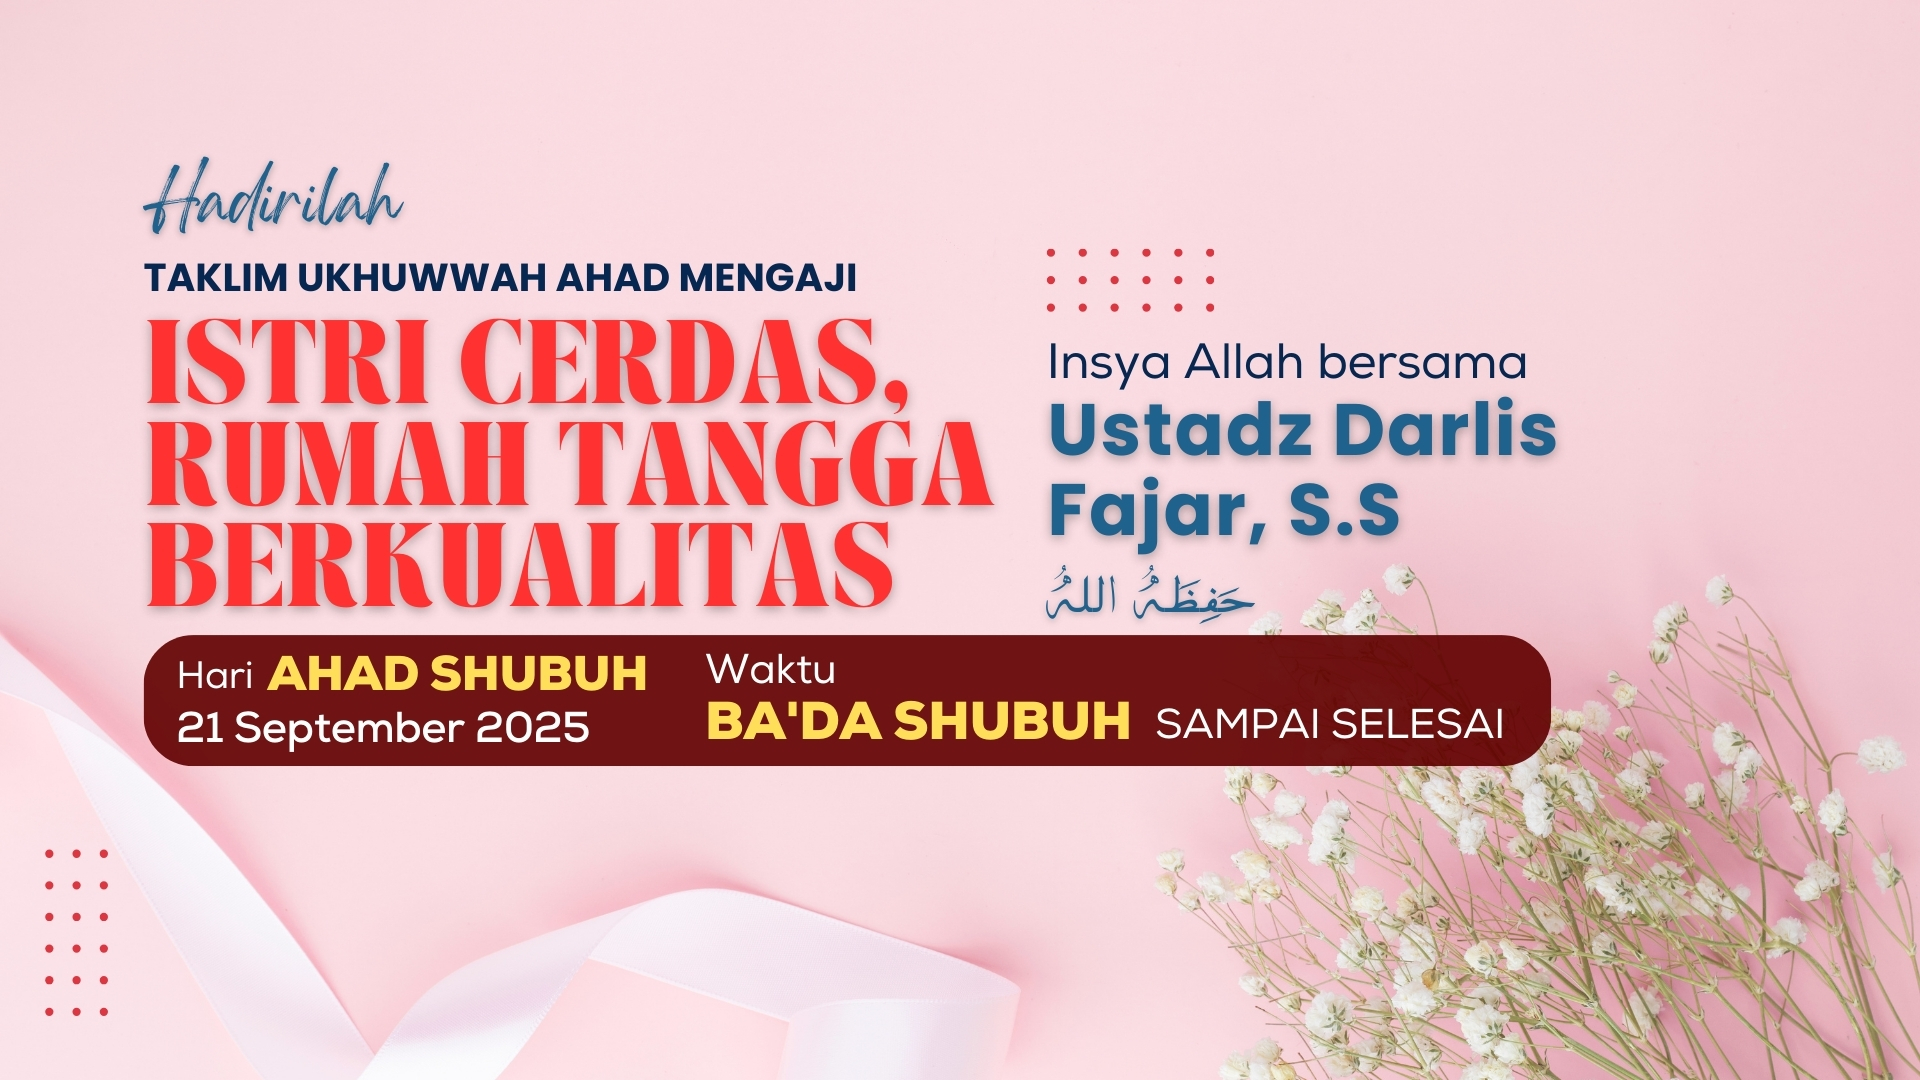 Hadirilah
TAKLIM UKHUWWAH AHAD MENGAJI
ISTRI CERDAS,
RUMAH TANGGA
BERKUALITAS
Insya Allah bersama
Ustadz Darlis
Fajar, S.S
حَفِظَهُ اللهُ
Hari AHAD SHUBUH
21 September 2025
Waktu
BA'DA SHUBUH SAMPAI SELESAI